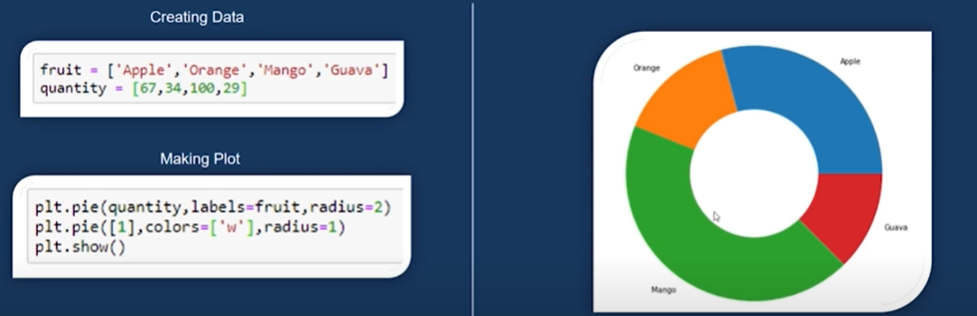 Creating Data
fruit = ['Apple','Orange','Mango','Guava']
quantity = [67,34,100,29]
Making Plot
plt.pie(quantity,labels=fruit,radius=2)
plt.pie([1],colors=['w'],radius=1)
plt.show()
Orange
Apple
Guava
Mango